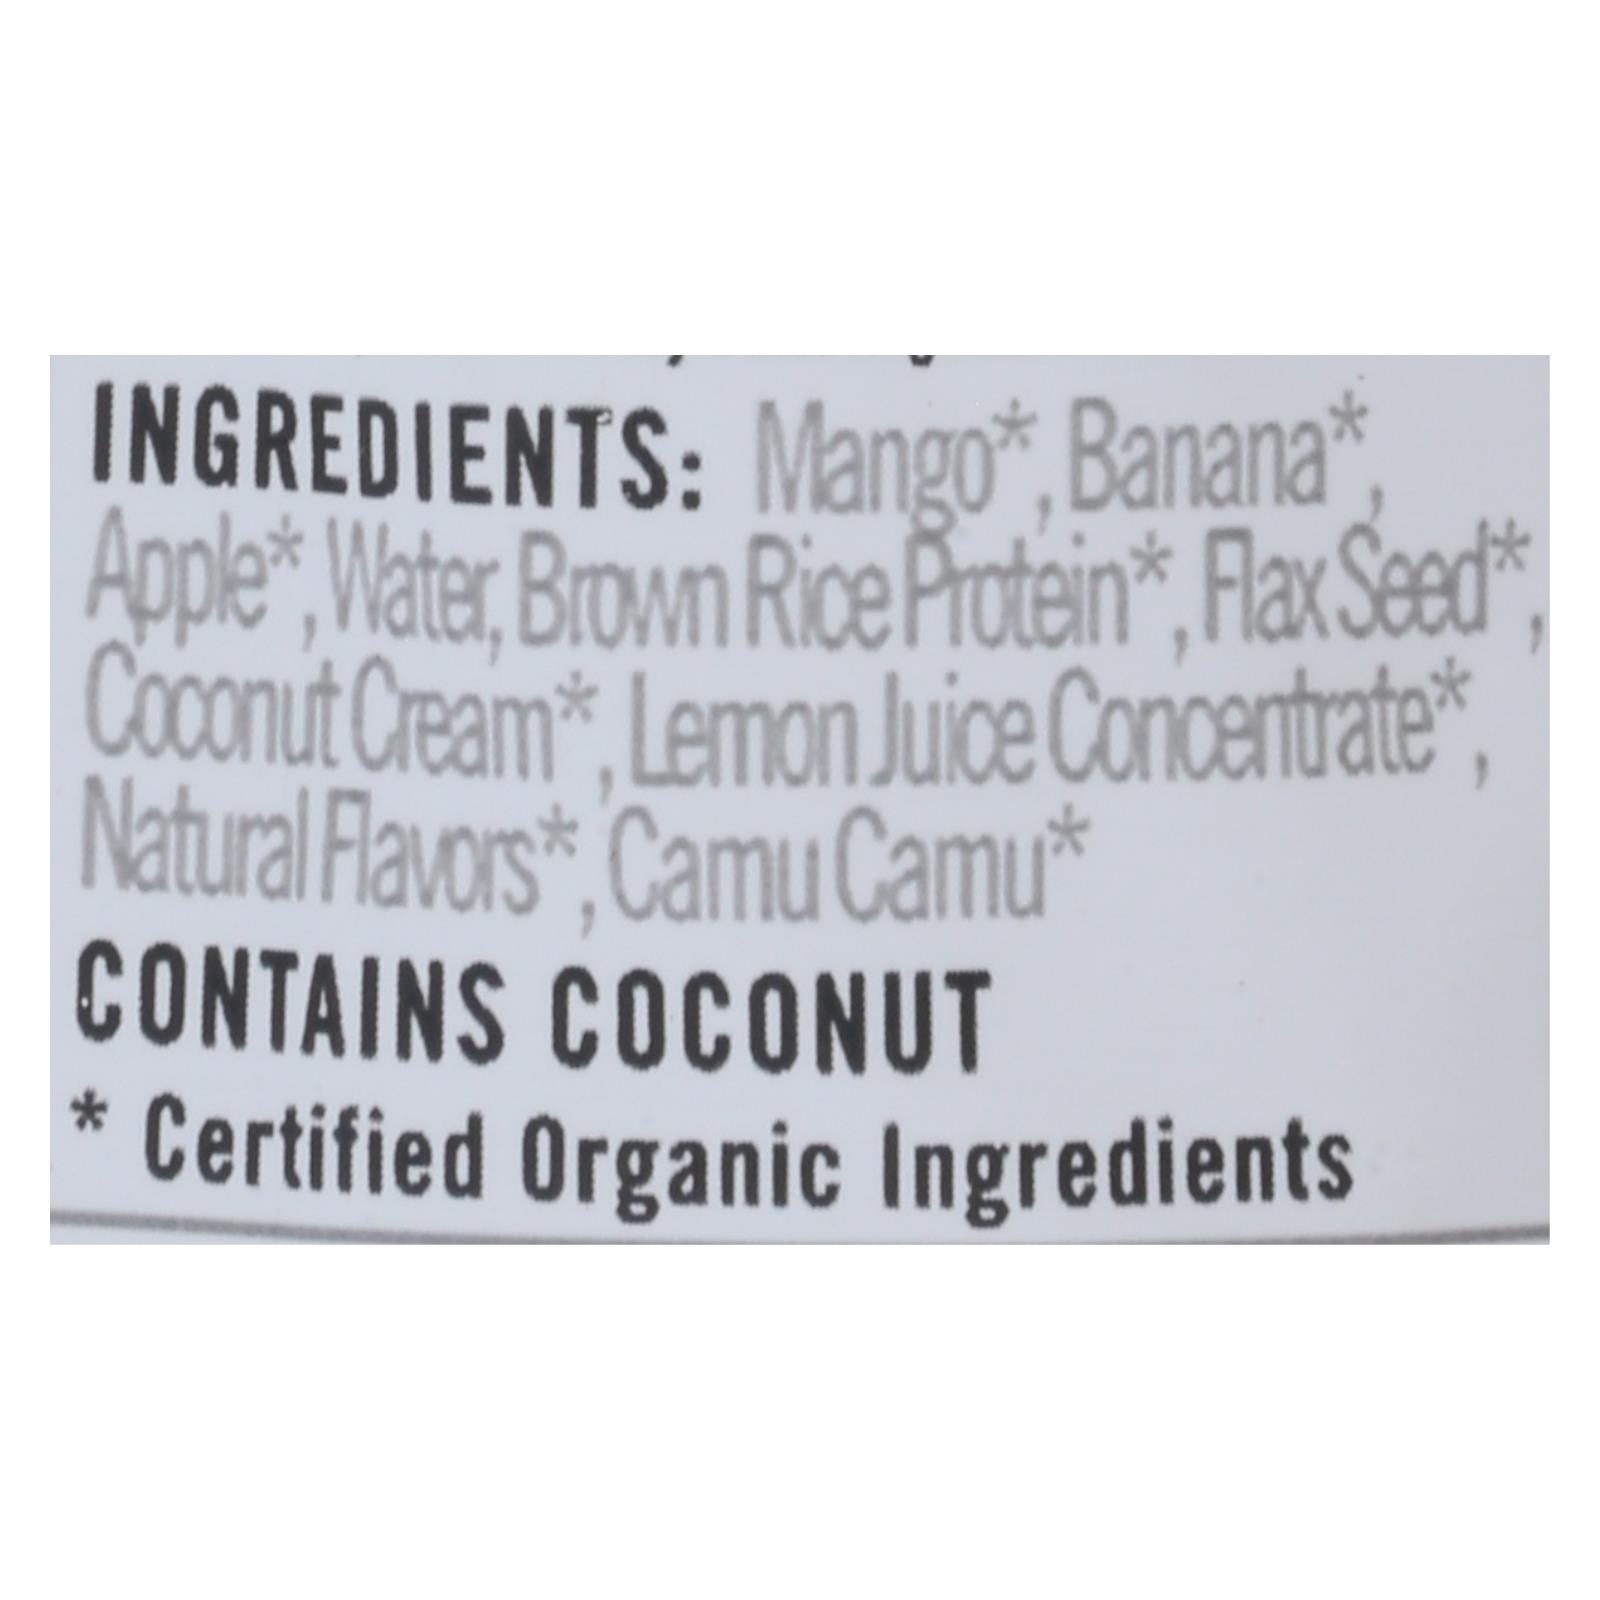 INGREDIENTS: Mango*, Banana*,
Apple*, Water, Brown Rice Protein*, Flax Seed*,
Coconut Cream*, Lemon Juice Concentrate*,
Natural Flavors*, Camu Camu*
CONTAINS COCONUT
* Certified Organic Ingredients